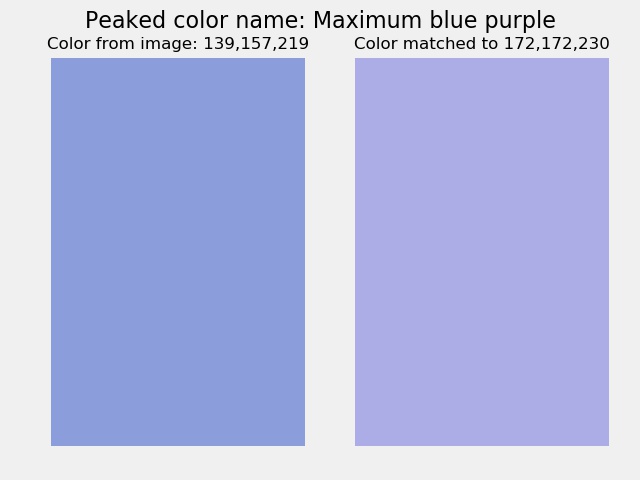 Peaked color name: Maximum blue purple
Color from image: 139,157,219
Color matched to 172,172,230